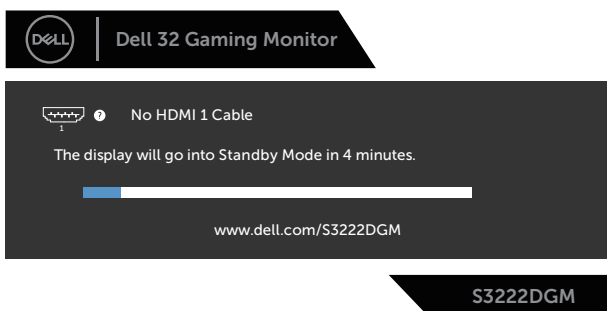 DELL
Dell 32 Gaming Monitor
1
? No HDMI 1 Cable
The display will go into Standby Mode in 4 minutes.
www.dell.com/S3222DGM
S3222DGM